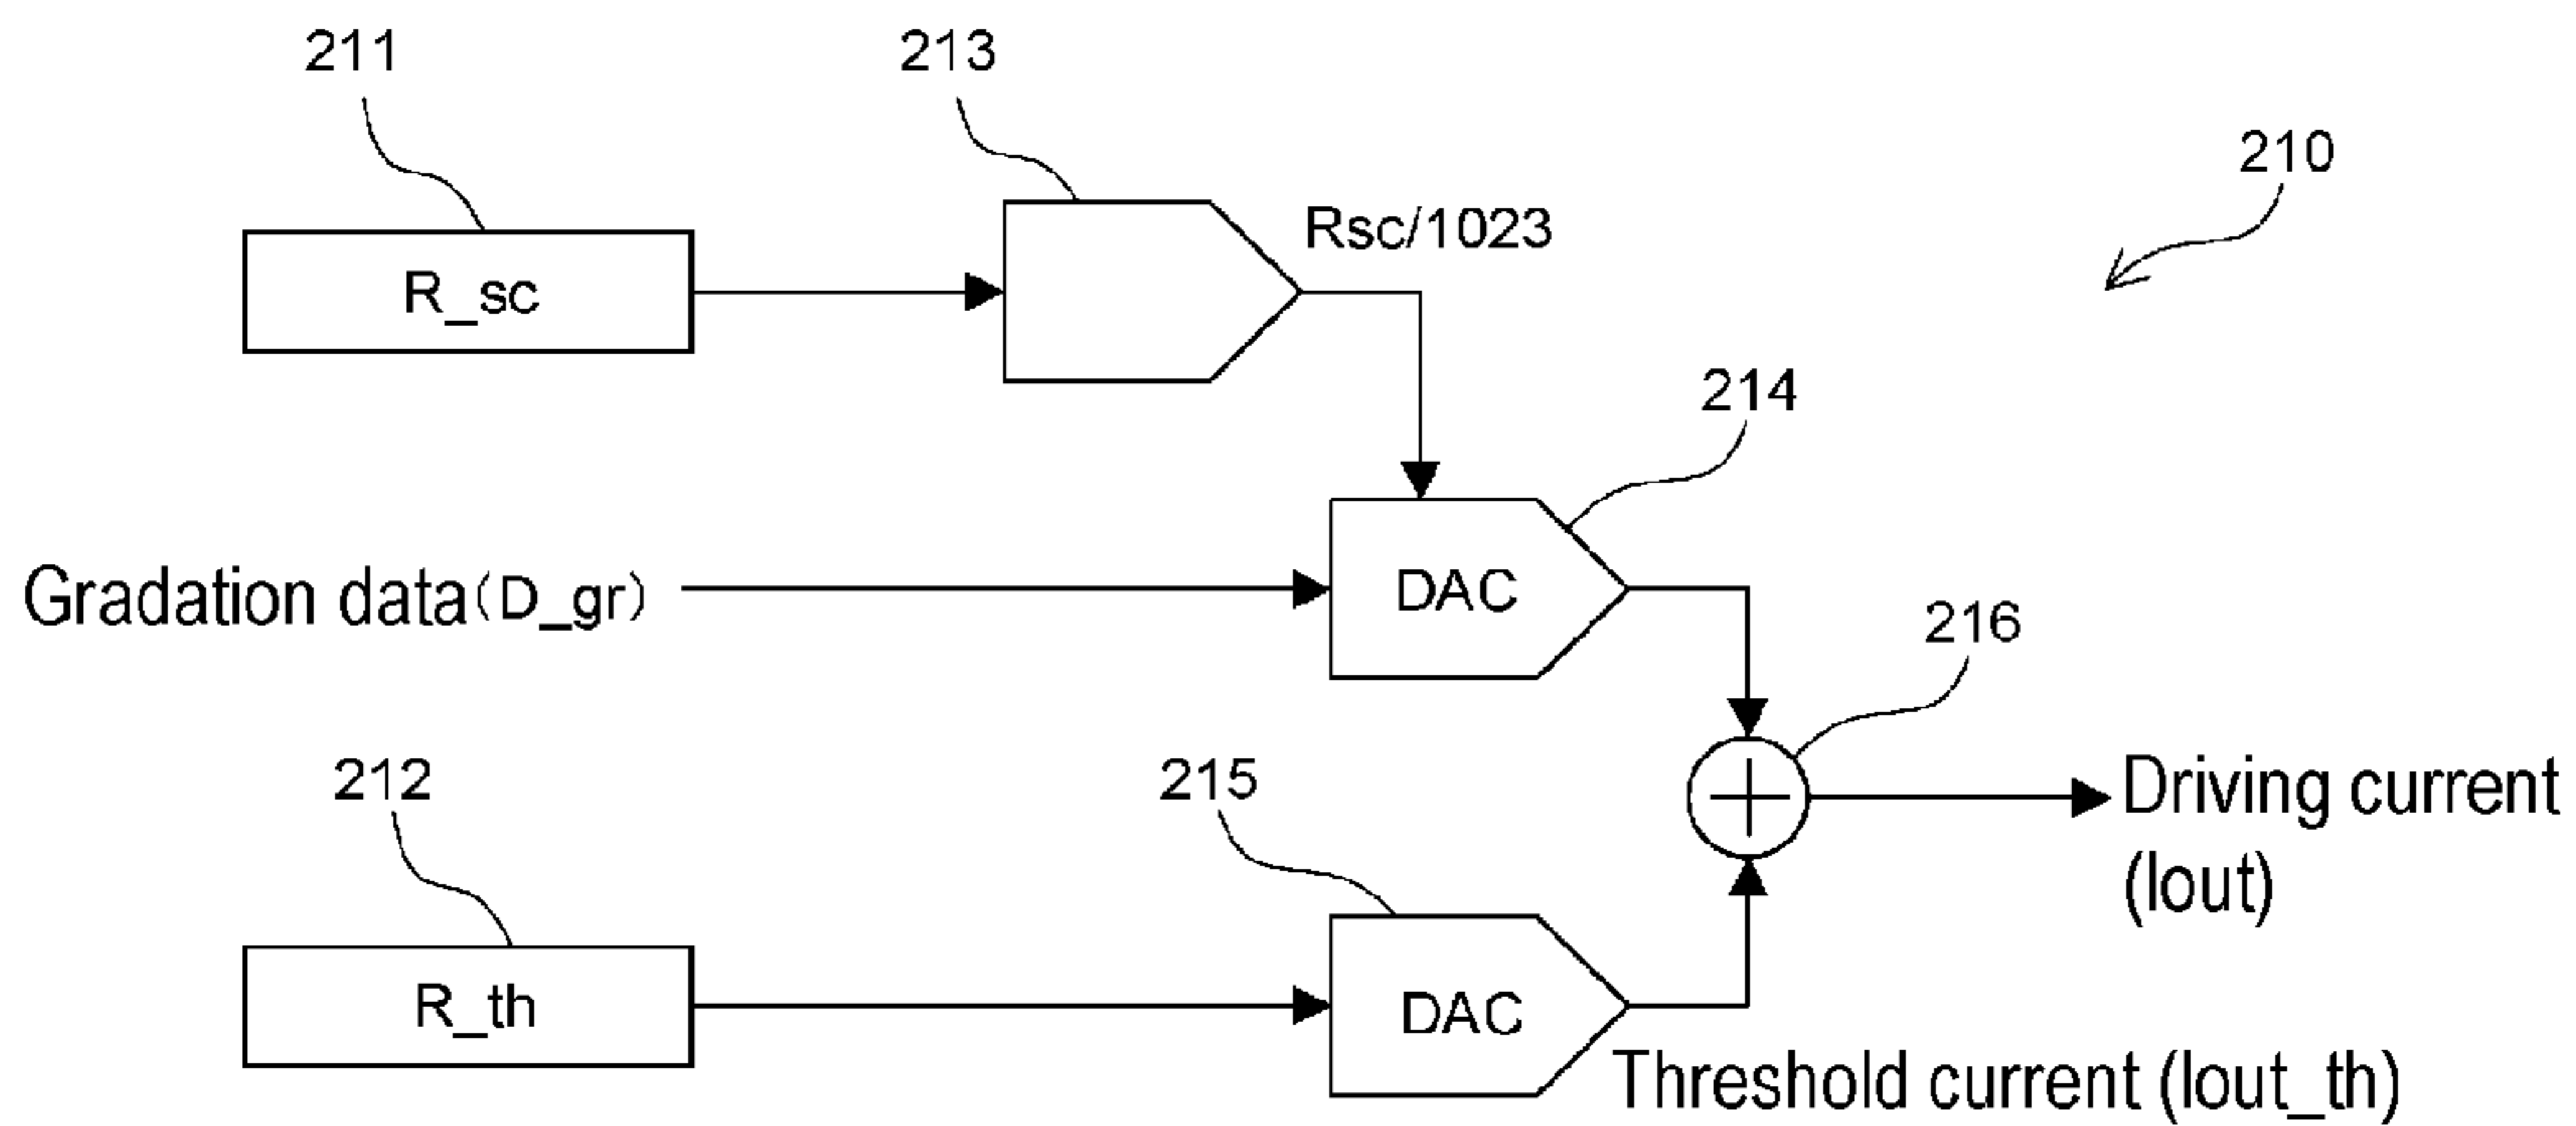 211
213
210
Rsc/1023
R_sc
214
Gradation data(D_gr)
DAC
216
212
215
Driving current
(Iout)
R_th
DAC
Threshold current (Iout_th)